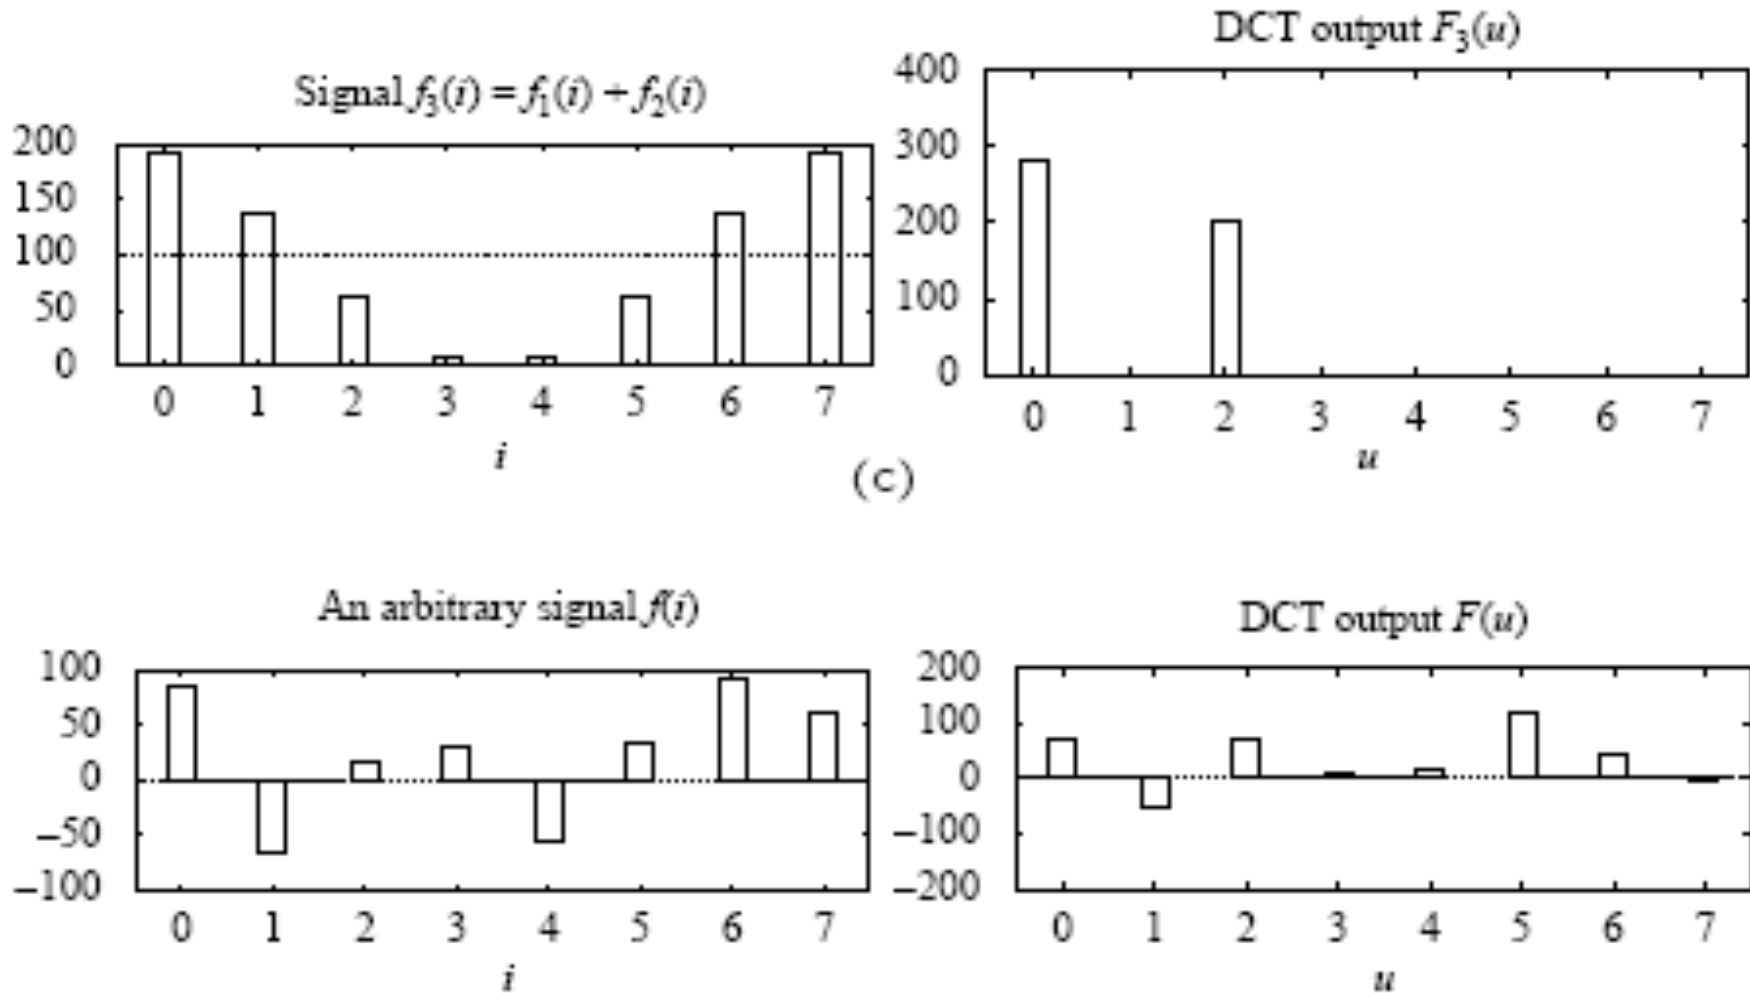 DCT output F₃(u)
Signal f₃(i) = f₁(i) + f₂(i)
200
150
100
50
0
0 1 2 3 4 5 6 7
i
400
300
200
100
0
0 1 2 3 4 5 6 7
u
(c)
An arbitrary signal f(i)
100
50
0
–50
–100
0 1 2 3 4 5 6 7
i
DCT output F(u)
200
100
0
–100
–200
0 1 2 3 4 5 6 7
u